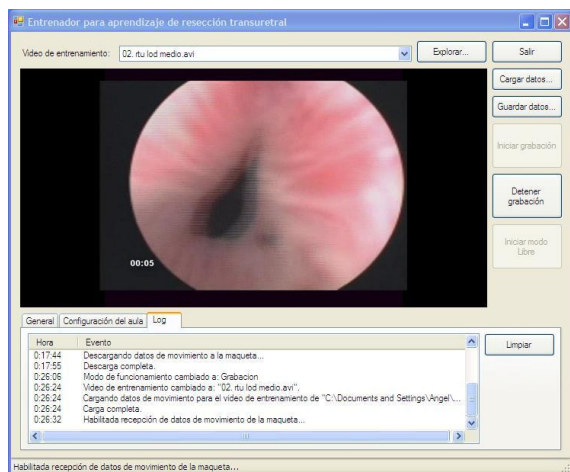 Entrenador para aprendizaje de resección transuretral
Video de entrenamiento: 02. rtu lod medio.avi Explorar... Salir
Cargar datos...
Guardar datos...
Iniciar grabación
Detener
grabación
Iniciar modo
Libre
00:05
General Configuración del aula Log
Hora Evento Limpiar
0:17:44 Descargando datos de movimiento a la maqueta...
0:17:55 Descarga completa.
0:26:06 Modo de funcionamiento cambiado a: Grabacion
0:26:24 Video de entrenamiento cambiado a: "02. rtu lod medio.avi".
0:26:24 Cargando datos de movimiento para el video de entrenamiento de "C:\Documents and Settings\Angel\...
0:26:24 Carga completa.
0:26:32 Habilitada recepción de datos de movimiento de la maqueta...
Habilitada recepción de datos de movimiento de la maqueta...